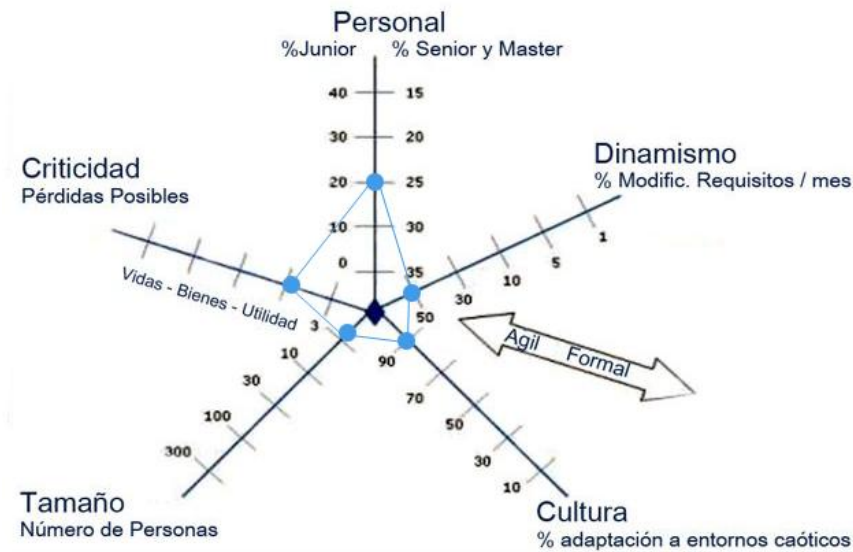 Personal
%Junior % Senior y Master
40 15
30 20
20 25
10 30
0 35
Criticidad
Pérdidas Posibles
Vidas - Bienes - Utilidad
Dinamismo
% Modific. Requisitos / mes
1
5
10
30
50
Agil Formal
3
10
30
100
300
Tamaño
Número de Personas
90
70
50
30
10
Cultura
% adaptación a entornos caóticos